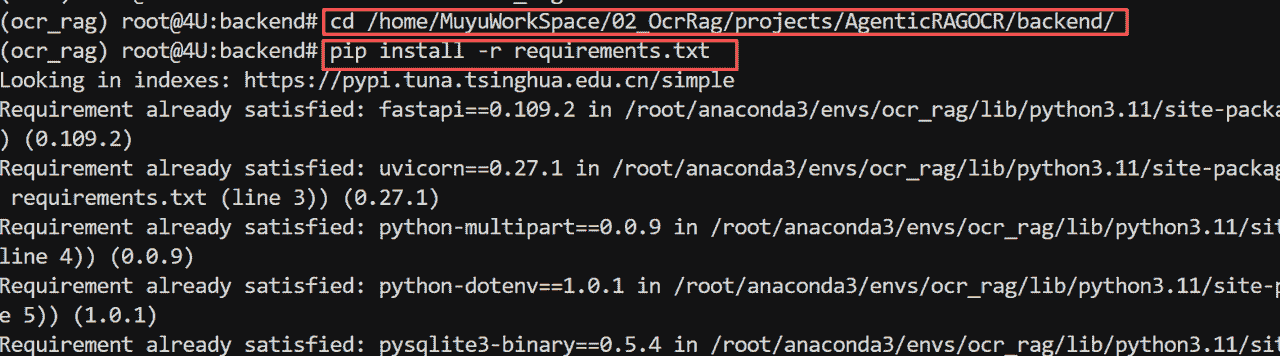 (ocr_rag) root@4U:backend# cd /home/MuyuWorkSpace/02_OcrRag/projects/AgenticRAGOCR/backend/
(ocr_rag) root@4U:backend# pip install -r requirements.txt
Looking in indexes: https://pypi.tuna.tsinghua.edu.cn/simple
Requirement already satisfied: fastapi==0.109.2 in /root/anaconda3/envs/ocr_rag/lib/python3.11/site-packa
) (0.109.2)
Requirement already satisfied: uvicorn==0.27.1 in /root/anaconda3/envs/ocr_rag/lib/python3.11/site-packag
requirements.txt (line 3)) (0.27.1)
Requirement already satisfied: python-multipart==0.0.9 in /root/anaconda3/envs/ocr_rag/lib/python3.11/sit
line 4)) (0.0.9)
Requirement already satisfied: python-dotenv==1.0.1 in /root/anaconda3/envs/ocr_rag/lib/python3.11/site-p
e 5)) (1.0.1)
Requirement already satisfied: pysqlite3-binary==0.5.4 in /root/anaconda3/envs/ocr_rag/lib/python3.11/sit